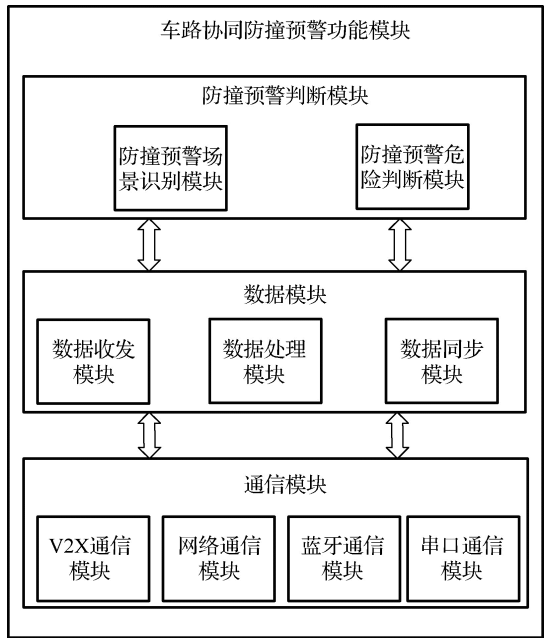 车路协同防撞预警功能模块
防撞预警判断模块
防撞预警场
景识别模块
防撞预警危
险判断模块
数据模块
数据收发
模块
数据处理
模块
数据同步
模块
通信模块
V2X通信
模块
网络通信
模块
蓝牙通信
模块
串口通信
模块